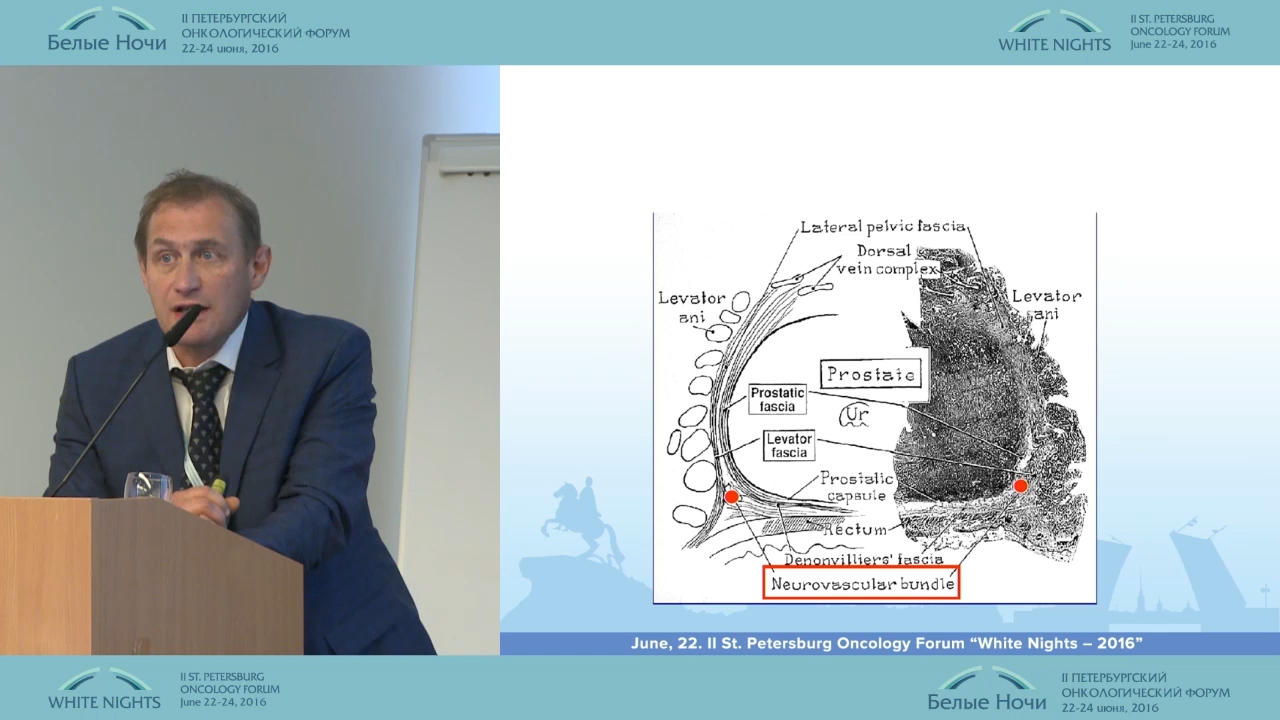 II ПЕТЕРБУРГСКИЙ
ОНКОЛОГИЧЕСКИЙ ФОРУМ
Белые Ночи
22-24 июня, 2016
II ST. PETERSBURG
ONCOLOGY FORUM
WHITE NIGHTS
June 22-24, 2016
Lateral pelvic fascia
Dorsal
vein complex
Levator
ani
Levator
ani
Prostate
Prostatic
fascia
Ur
Levator
fascia
Prostatic
capsule
Rectum
Denonvilliers' fascia
Neurovascular bundle
June, 22. II St. Petersburg Oncology Forum “White Nights – 2016”
II ST. PETERSBURG
ONCOLOGY FORUM
WHITE NIGHTS
June 22-24, 2016
II ПЕТЕРБУРГСКИЙ
ОНКОЛОГИЧЕСКИЙ ФОРУМ
Белые Ночи
22-24 июня, 2016